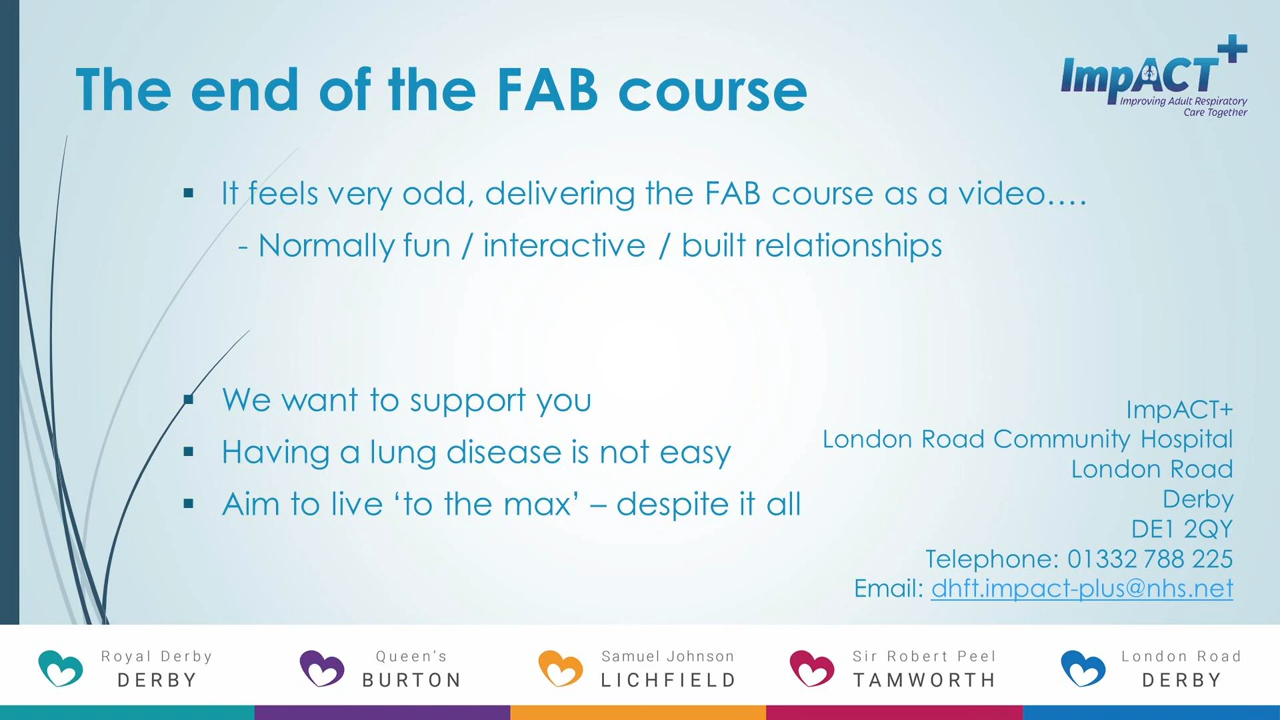 The end of the FAB course
ImpACT+
Improving Adult Respiratory
Care Together
▪ It feels very odd, delivering the FAB course as a video....
- Normally fun / interactive / built relationships
▪ We want to support you
▪ Having a lung disease is not easy
▪ Aim to live ‘to the max’ – despite it all
ImpACT+
London Road Community Hospital
London Road
Derby
DE1 2QY
Telephone: 01332 788 225
Email: dhft.impact-plus@nhs.net
Royal Derby
DERBY
Queen's
BURTON
Samuel Johnson
LICHFIELD
Sir Robert Peel
TAMWORTH
London Road
DERBY